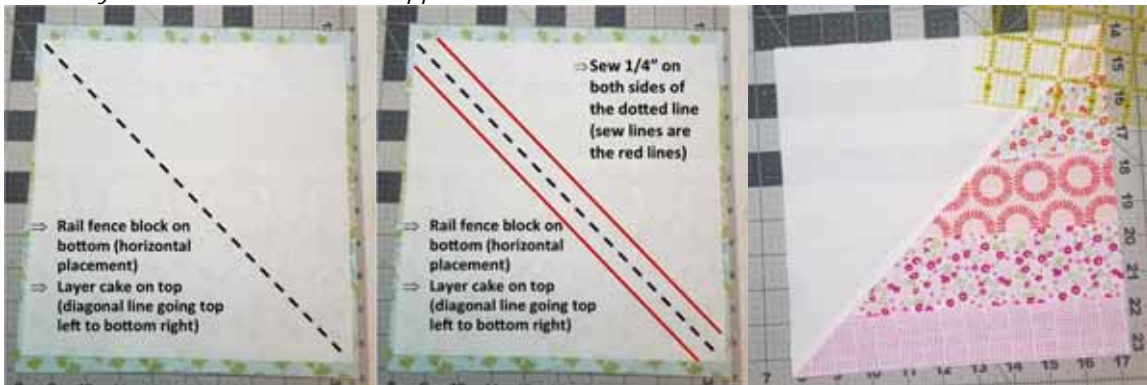 ⇒ Rail fence block on
bottom (horizontal
placement)
⇒ Layer cake on top
(diagonal line going top
left to bottom right)
⇒ Sew 1/4" on
both sides of
the dotted line
(sew lines are
the red lines)
⇒ Rail fence block on
bottom (horizontal
placement)
⇒ Layer cake on top
(diagonal line going top
left to bottom right)
14
15
16
17
18
19
20
21
22
23
7
8
9
10
11
12
13
14
15
16
17